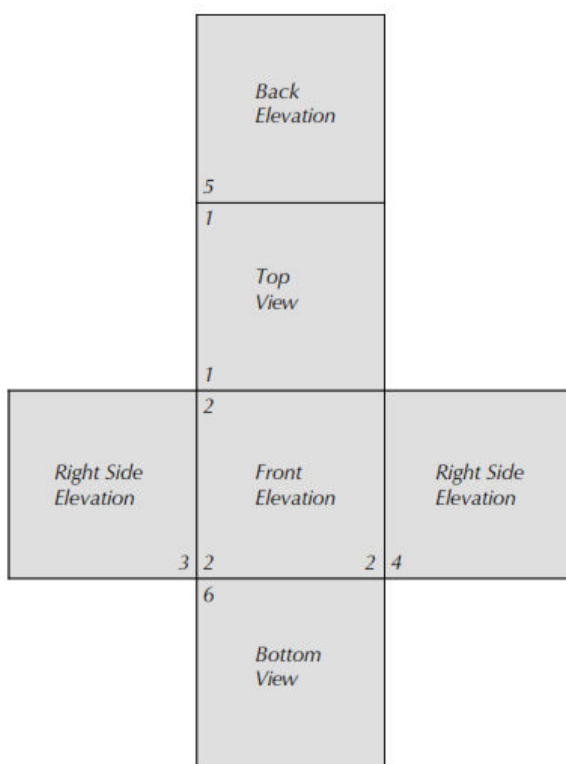 Back
Elevation
5
1
Top
View
1
2
Right Side
Elevation
Front
Elevation
Right Side
Elevation
3
2
2
4
6
Bottom
View